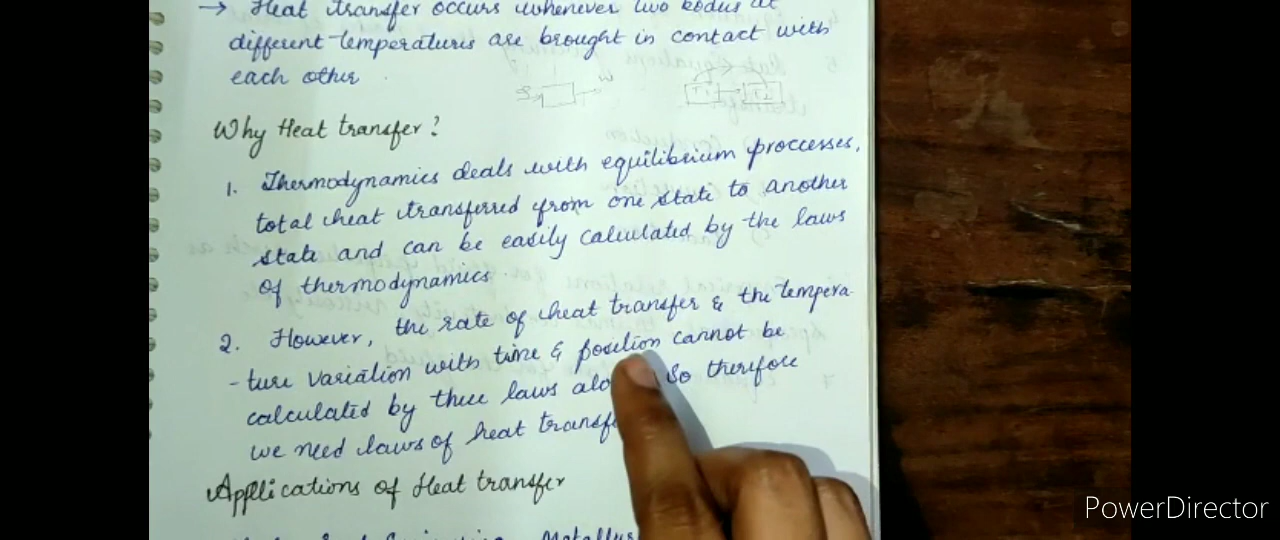 → Heat transfer occurs whenever two bodies at
different temperatures are brought in contact with
each other
Why Heat transfer?
1. Thermodynamics deals with equilibrium proccesses,
total heat transferred from one state to another
state and can be easily calculated by the laws
of thermodynamics.
2. However, the rate of heat transfer & the tempera-
-ture variation with time & position cannot be
calculated by these laws alo So therefore
we need laws of heat transf
Applications of Heat transfer
Metallur
PowerDirector